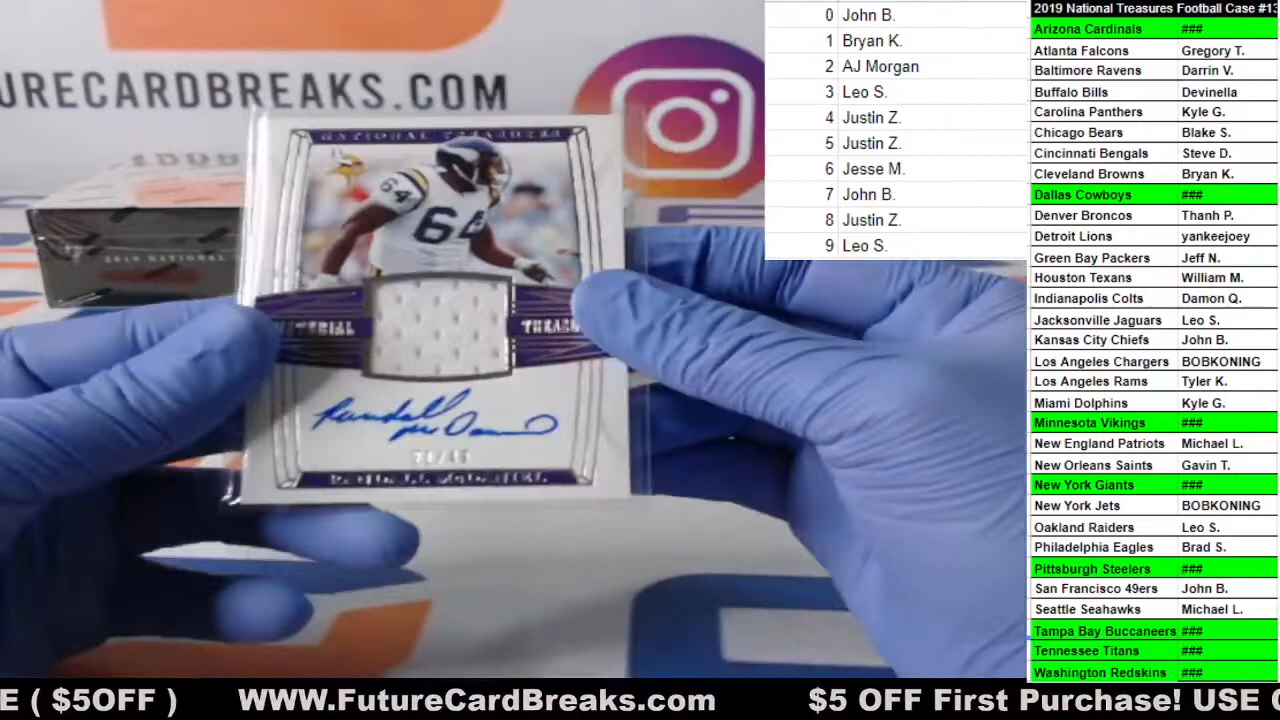 URECARDBREAKS.COM
NATIONAL TREASURES
64
64
TREASU
Randall McDaniel
0 John B.
1 Bryan K.
2 AJ Morgan
3 Leo S.
4 Justin Z.
5 Justin Z.
6 Jesse M.
7 John B.
8 Justin Z.
9 Leo S.
2019 National Treasures Football Case #13
Arizona Cardinals ###
Atlanta Falcons Gregory T.
Baltimore Ravens Darrin V.
Buffalo Bills Devinella
Carolina Panthers Kyle G.
Chicago Bears Blake S.
Cincinnati Bengals Steve D.
Cleveland Browns Bryan K.
Dallas Cowboys ###
Denver Broncos Thanh P.
Detroit Lions yankeejoey
Green Bay Packers Jeff N.
Houston Texans William M.
Indianapolis Colts Damon Q.
Jacksonville Jaguars Leo S.
Kansas City Chiefs John B.
Los Angeles Chargers BOBKONING
Los Angeles Rams Tyler K.
Miami Dolphins Kyle G.
Minnesota Vikings ###
New England Patriots Michael L.
New Orleans Saints Gavin T.
New York Giants ###
New York Jets BOBKONING
Oakland Raiders Leo S.
Philadelphia Eagles Brad S.
Pittsburgh Steelers ###
San Francisco 49ers John B.
Seattle Seahawks Michael L.
Tampa Bay Buccaneers ###
Tennessee Titans ###
Washington Redskins ###
E ( $5OFF ) WWW.FutureCardBreaks.com $5 OFF First Purchase! USE